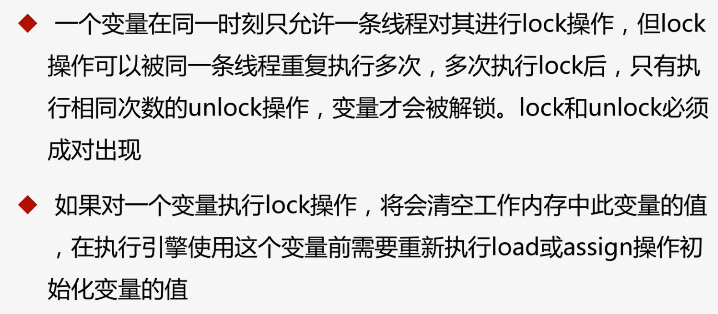 ◆ 一个变量在同一时刻只允许一条线程对其进行lock操作，但lock
操作可以被同一条线程重复执行多次，多次执行lock后，只有执
行相同次数的unlock操作，变量才会被解锁。lock和unlock必须
成对出现
◆ 如果对一个变量执行lock操作，将会清空工作内存中此变量的值
，在执行引擎使用这个变量前需要重新执行load或assign操作初
始化变量的值